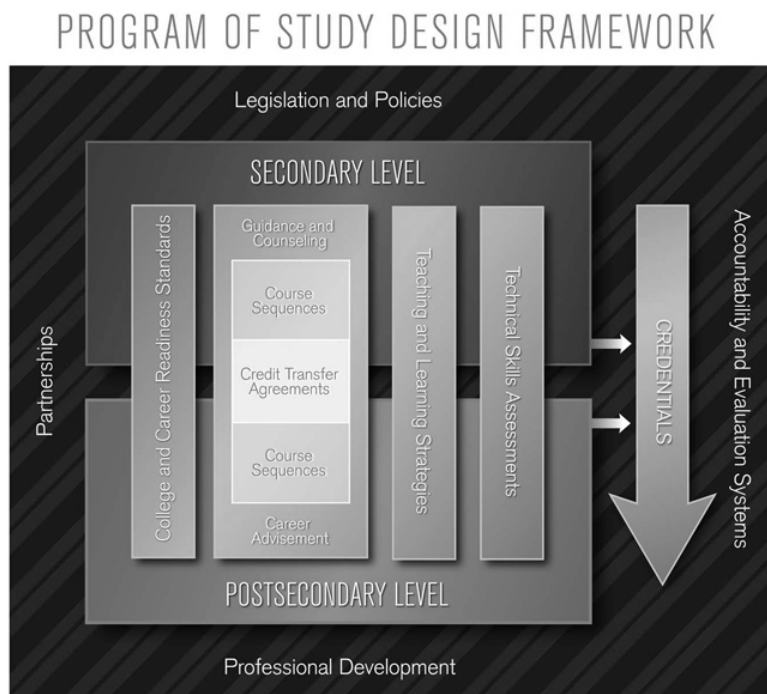 PROGRAM OF STUDY DESIGN FRAMEWORK
Legislation and Policies
SECONDARY LEVEL
Partnerships
College and Career Readiness Standards
Guidance and
Counseling
Course
Sequences
Credit Transfer
Agreements
Course
Sequences
Career
Advisement
Teaching and Learning Strategies
Technical Skills Assessments
CREDENTIALS
Accountability and Evaluation Systems
POSTSECONDARY LEVEL
Professional Development